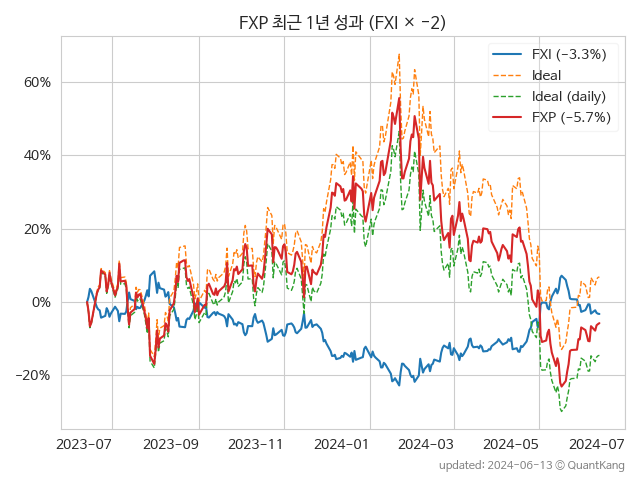 FXP 최근 1년 성과 (FXI × −2)
FXI (−3.3%)
Ideal
Ideal (daily)
FXP (−5.7%)
60%
40%
20%
0%
−20%
2023-07
2023-09
2023-11
2024-01
2024-03
2024-05
2024-07
updated: 2024-06-13 © QuantKang